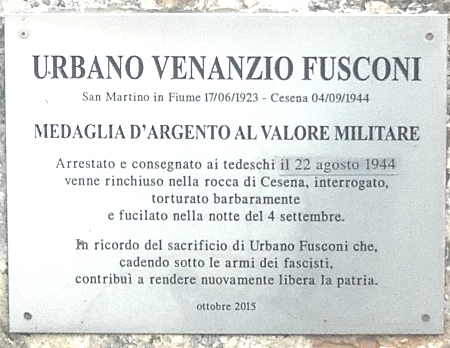 URBANO VENANZIO FUSCONI
San Martino in Fiume 17/06/1923 - Cesena 04/09/1944
MEDAGLIA D'ARGENTO AL VALORE MILITARE
Arrestato e consegnato ai tedeschi il 22 agosto 1944
venne rinchiuso nella rocca di Cesena, interrogato,
torturato barbaramente
e fucilato nella notte del 4 settembre.
In ricordo del sacrificio di Urbano Fusconi che,
cadendo sotto le armi dei fascisti,
contribuì a rendere nuovamente libera la patria.
ottobre 2015